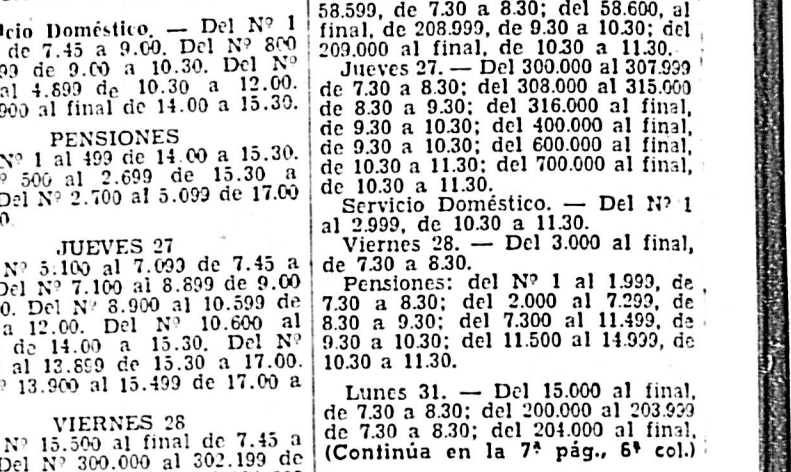 Doméstico. — Del Nº 1
de 7.45 a 9.00. Del Nº 800
de 9.00 a 10.30. Del Nº
al 4.899 de 10.30 a 12.00.
al final de 14.00 a 15.30.
PENSIONES
Nº 1 al 499 de 14.00 a 15.30.
500 al 2.699 de 15.30 a
Del Nº 2.700 al 5.099 de 17.00
JUEVES 27
Nº 5.100 al 7.099 de 7.45 a
Del Nº 7.100 al 8.899 de 9.00
Del Nº 8.900 al 10.599 de
a 12.00. Del Nº 10.600 al
de 14.00 a 15.30. Del Nº
al 13.899 de 15.30 a 17.00.
13.900 al 15.499 de 17.00 a
VIERNES 28
Nº 15.500 al final de 7.45 a
Del Nº 300.000 al 302.199 de
58.599, de 7.30 a 8.30; del 58.600, al
final, de 208.999, de 9.30 a 10.30; del
209.000 al final, de 10.30 a 11.30.
Jueves 27. — Del 300.000 al 307.999
de 7.30 a 8.30; del 308.000 al 315.000
de 8.30 a 9.30; del 316.000 al final,
de 9.30 a 10.30; del 400.000 al final,
de 9.30 a 10.30; del 600.000 al final,
de 10.30 a 11.30; del 700.000 al final,
de 10.30 a 11.30.
Servicio Doméstico. — Del Nº 1
al 2.999, de 10.30 a 11.30.
Viernes 28. — Del 3.000 al final,
de 7.30 a 8.30.
Pensiones: del Nº 1 al 1.999, de
7.30 a 8.30; del 2.000 al 7.299, de
8.30 a 9.30; del 7.300 al 11.499, de
9.30 a 10.30; del 11.500 al 14.999, de
10.30 a 11.30.
Lunes 31. — Del 15.000 al final,
de 7.30 a 8.30; del 200.000 al 203.999
de 7.30 a 8.30; del 204.000 al final,
(Continúa en la 7ª pág., 6ª col.)